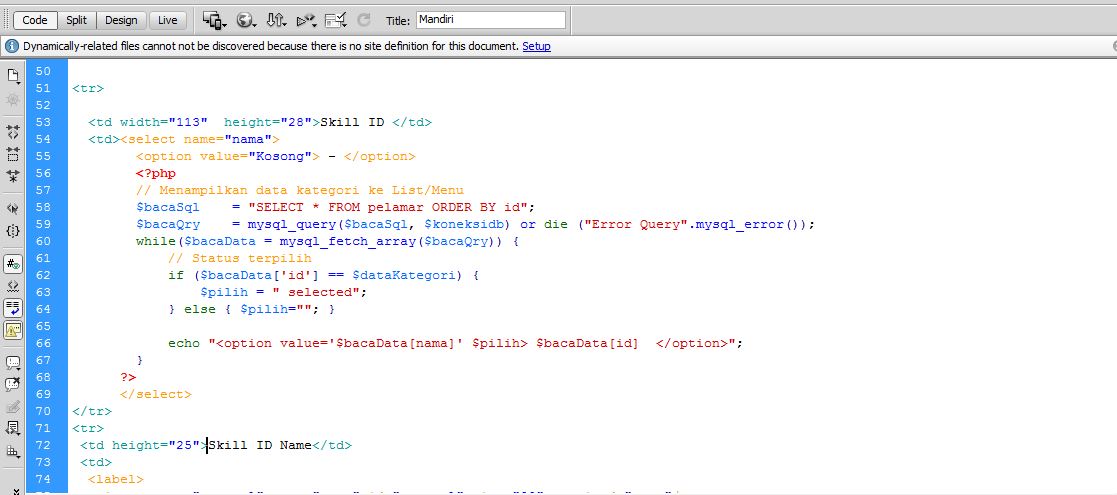 Code Split Design Live Title: Mandiri
Dynamically-related files cannot not be discovered because there is no site definition for this document. Setup
50
51 <tr>
52
53 <td width="113"  height="28">Skill ID </td>
54 <td><select name="nama">
55 <option value="Kosong"> - </option>
56 <?php
57 // Menampilkan data kategori ke List/Menu
58 $bacaSql    = "SELECT * FROM pelamar ORDER BY id";
59 $bacaQry    = mysql_query($bacaSql, $koneksidb) or die ("Error Query".mysql_error());
60 while($bacaData = mysql_fetch_array($bacaQry)) {
61 // Status terpilih
62 if ($bacaData['id'] == $dataKategori) {
63 $pilih = " selected";
64 } else { $pilih=""; }
65
66 echo "<option value='$bacaData[nama]' $pilih> $bacaData[id]  </option>";
67 }
68 ?>
69 </select>
70 </tr>
71 <tr>
72 <td height="25">Skill ID Name</td>
73 <td>
74 <label>